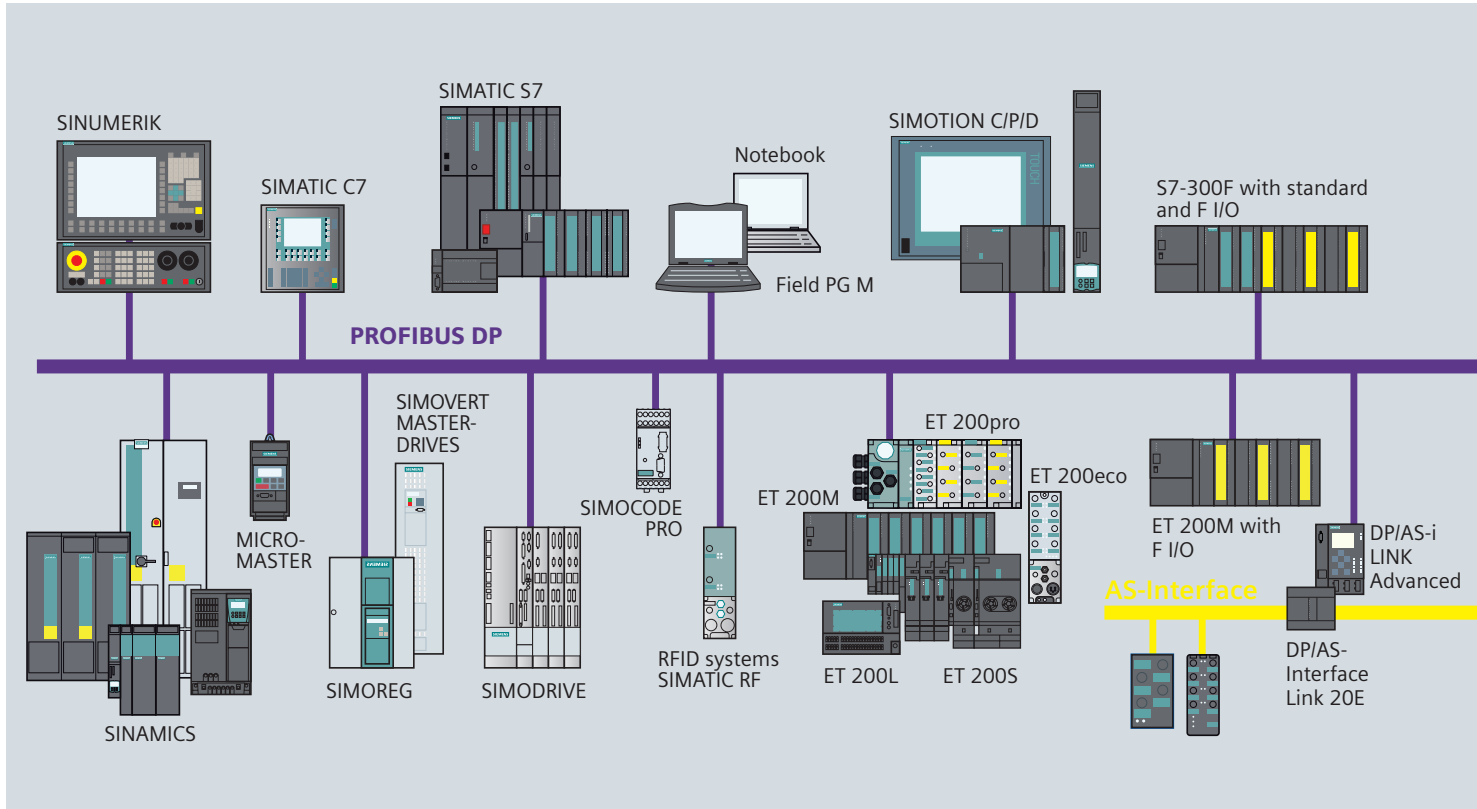 SINUMERIK
SIMATIC C7
SIMATIC S7
Notebook
Field PG M
SIMOTION C/P/D
TOUCH
S7-300F with standard
and F I/O
PROFIBUS DP
SINAMICS
MICRO-
MASTER
SIMOREG
SIMOVERT
MASTER-
DRIVES
SIMODRIVE
SIMOCODE
PRO
RFID systems
SIMATIC RF
ET 200pro
ET 200M
ET 200eco
ET 200L
ET 200S
ET 200M with
F I/O
DP/AS-i
LINK
Advanced
AS-Interface
DP/AS-
Interface
Link 20E